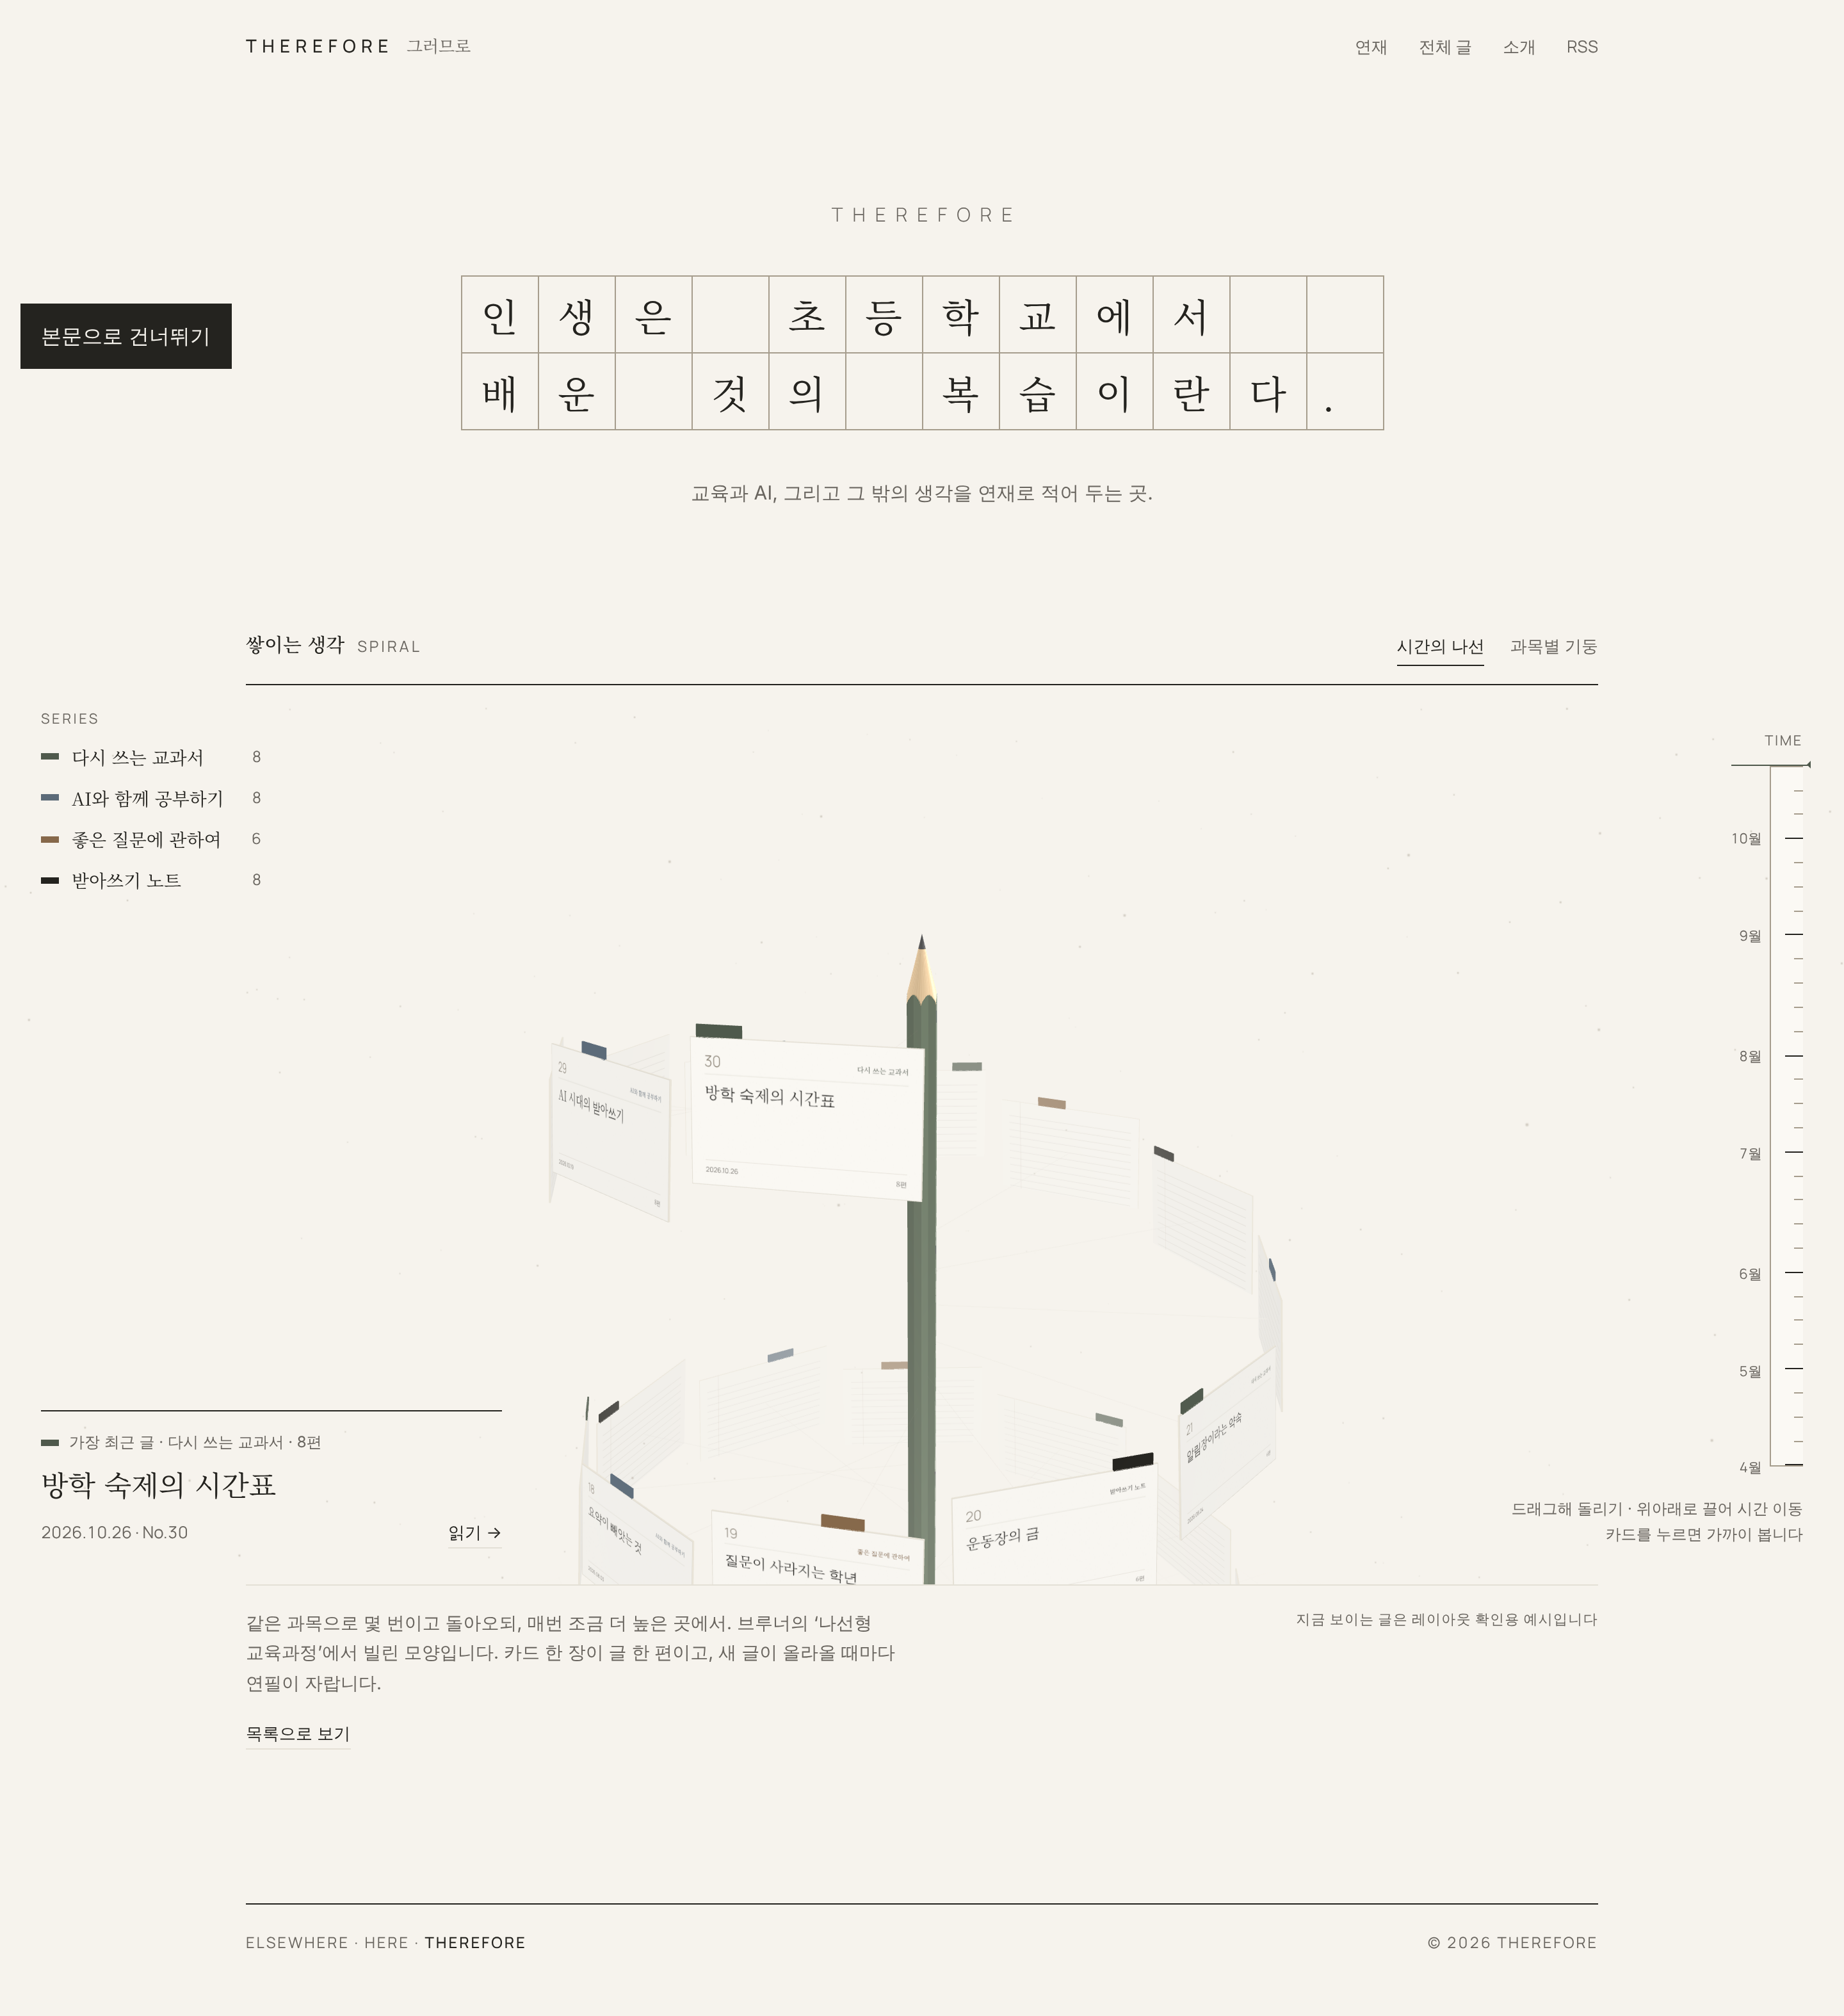 THEREFORE 그러므로
연재 전체 글 소개 RSS
THEREFORE
본문으로 건너뛰기
인생은 초등학교에서
배운 것의 복습이란다.
교육과 AI, 그리고 그 밖의 생각을 연재로 적어 두는 곳.
쌓이는 생각 SPIRAL
시간의 나선 과목별 기둥
SERIES
다시 쓰는 교과서 8
AI와 함께 공부하기 8
좋은 질문에 관하여 6
받아쓰기 노트 8
TIME
10월
9월
8월
7월
6월
5월
4월
29
AI와 함께 공부하기
AI 시대의 받아쓰기
30
다시 쓰는 교과서
방학 숙제의 시간표
2026.10.26
8편
21
알림장이라는 약속
18
요약이 빼앗는 것
19
좋은 질문에 관하여
질문이 사라지는 학년
20
받아쓰기 노트
운동장의 금
가장 최근 글 · 다시 쓰는 교과서 · 8편
방학 숙제의 시간표
2026.10.26 · No.30
읽기 →
드래그해 돌리기 · 위아래로 끌어 시간 이동
카드를 누르면 가까이 봅니다
같은 과목으로 몇 번이고 돌아오되, 매번 조금 더 높은 곳에서. 브루너의 ‘나선형
교육과정’에서 빌린 모양입니다. 카드 한 장이 글 한 편이고, 새 글이 올라올 때마다
연필이 자랍니다.
지금 보이는 글은 레이아웃 확인용 예시입니다
목록으로 보기
ELSEWHERE · HERE · THEREFORE
© 2026 THEREFORE